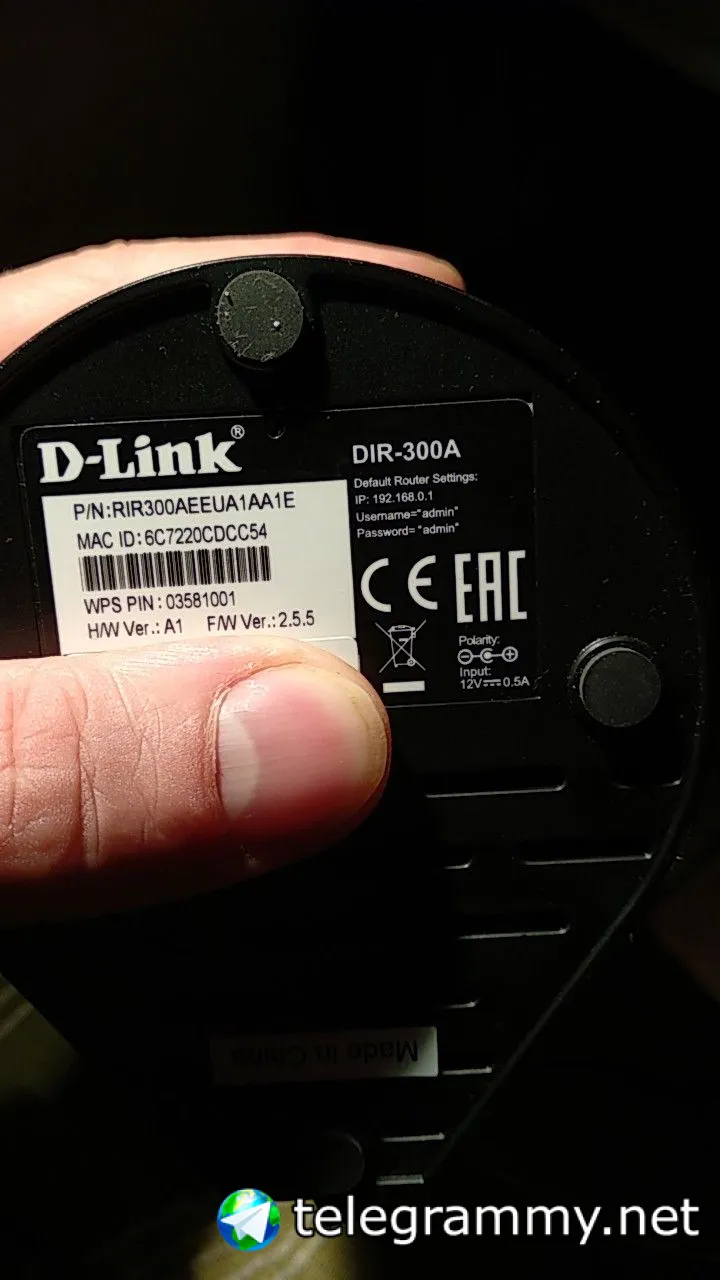 D-Link®
P/N:RIR300AEEUA1AA1E
MAC ID:6C7220CDCC54
WPS PIN : 03581001
H/W Ver.: A1 F/W Ver.: 2.5.5
DIR-300A
Default Router Settings:
IP: 192.168.0.1
Username="admin"
Password= "admin"
CE EAC
Polarity:
Input:
12V⎓0.5A
Made in China
telegrammy.net